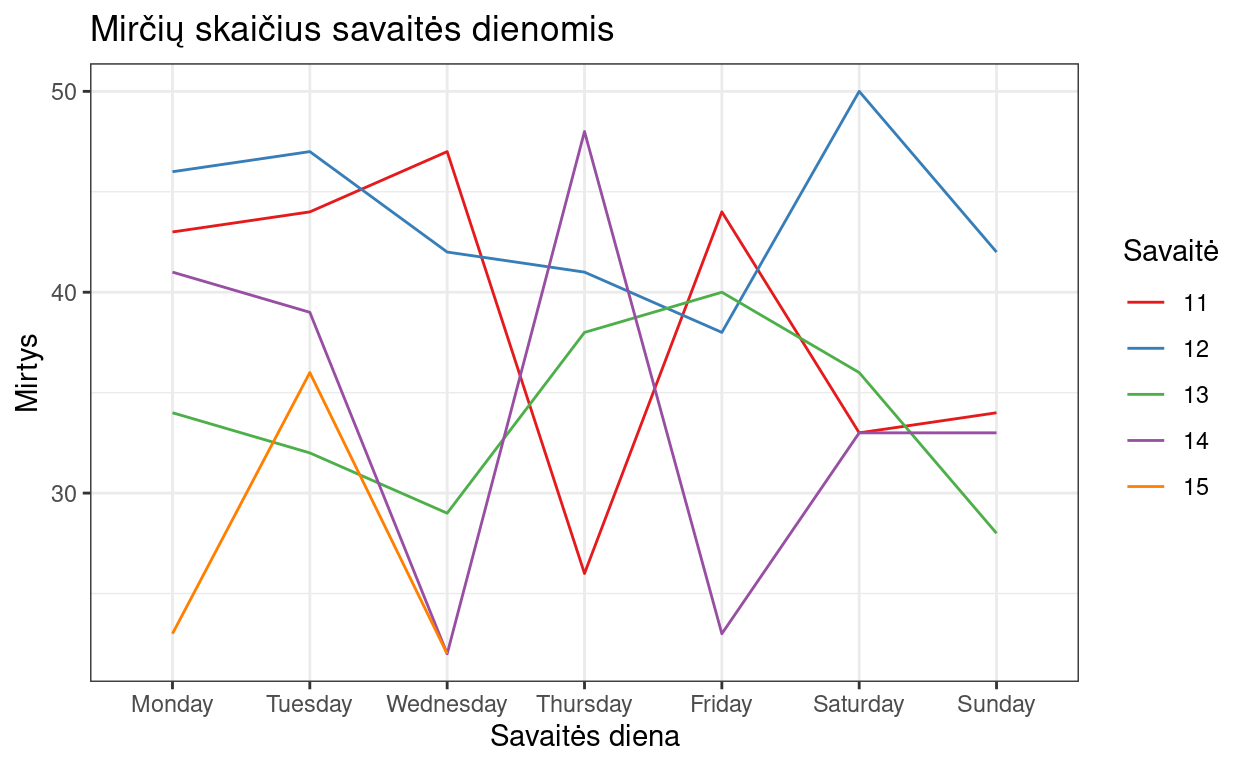 Mirčių skaičius savaitės dienomis
50
40
30
Mirtys
Monday Tuesday Wednesday Thursday Friday Saturday Sunday
Savaitės diena
Savaitė
11
12
13
14
15